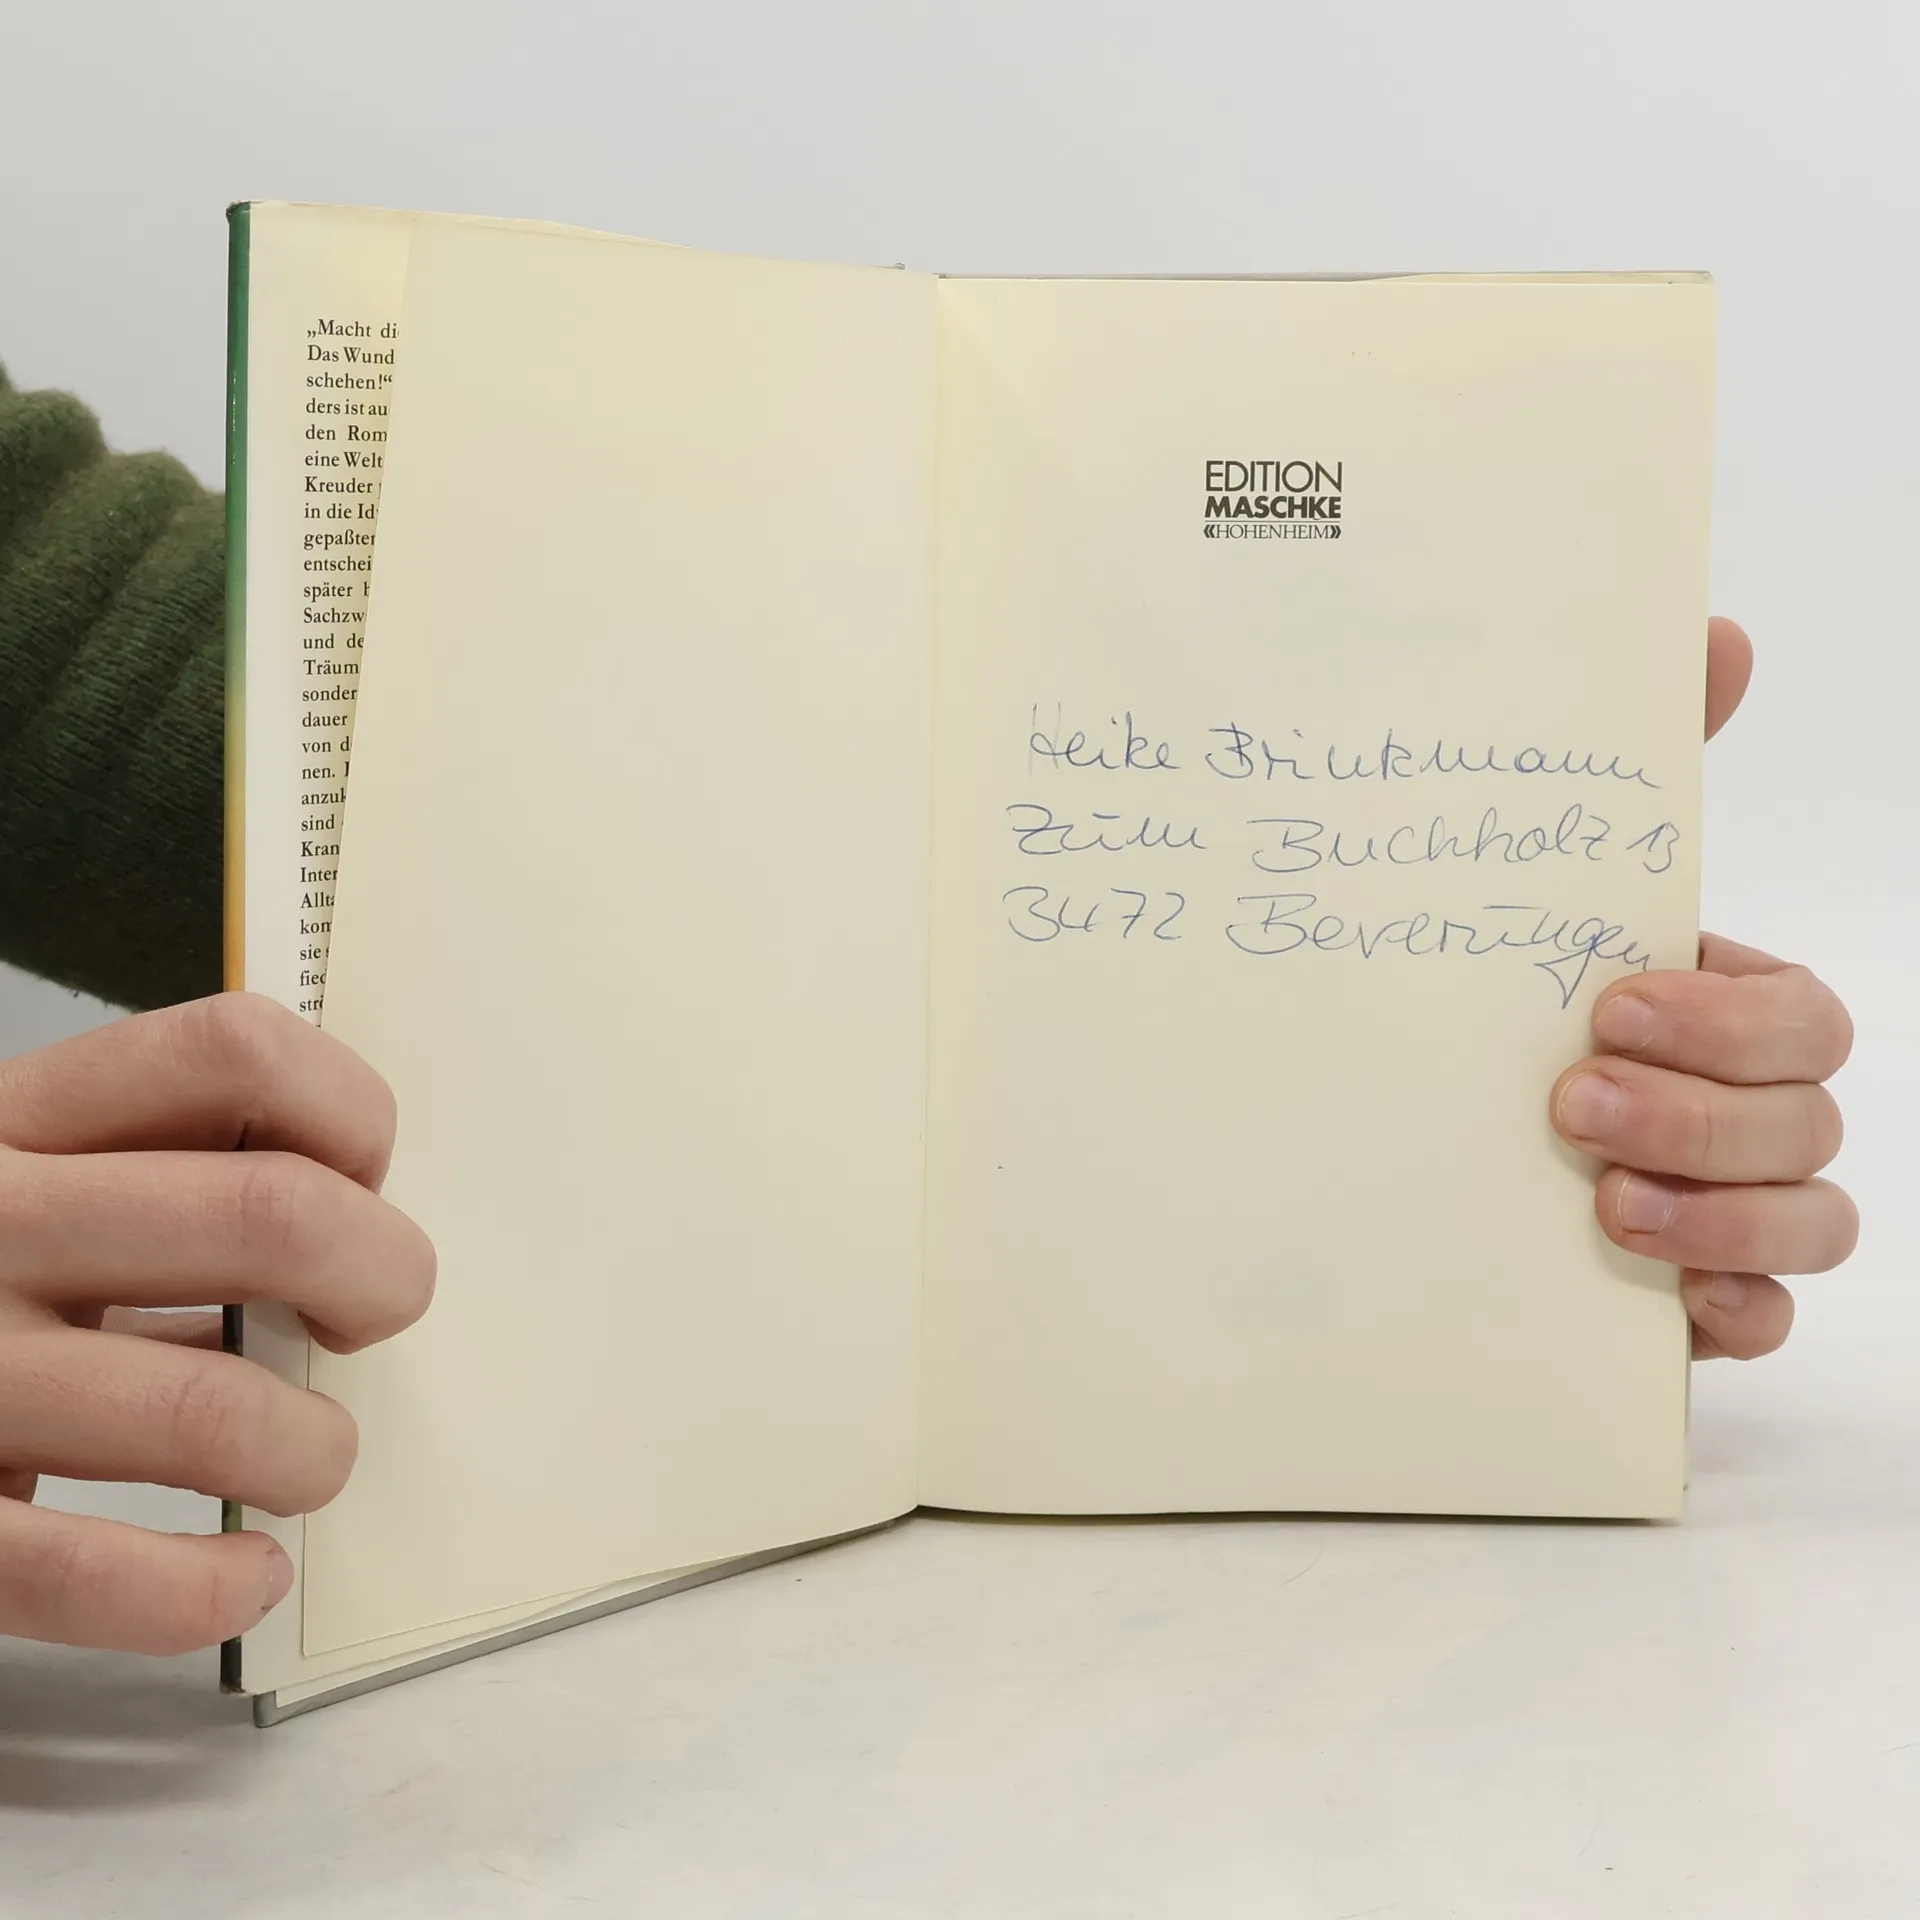 „Macht di
Das Wund
schehen!“
ders ist au
den Rom
eine Welt
Kreuder
in die Id
gepaßten
entschei
später b
Sachzw
und de
Träum
sonder
dauer
von d
nen. I
anzuk
sind
Kran
Inter
Allta
kom
sie s
fied
strö
EDITION
MASCHKE
«HOHENHEIM»
Heike Brinkmann
Zum Buchholz 13
3472 Beverungen